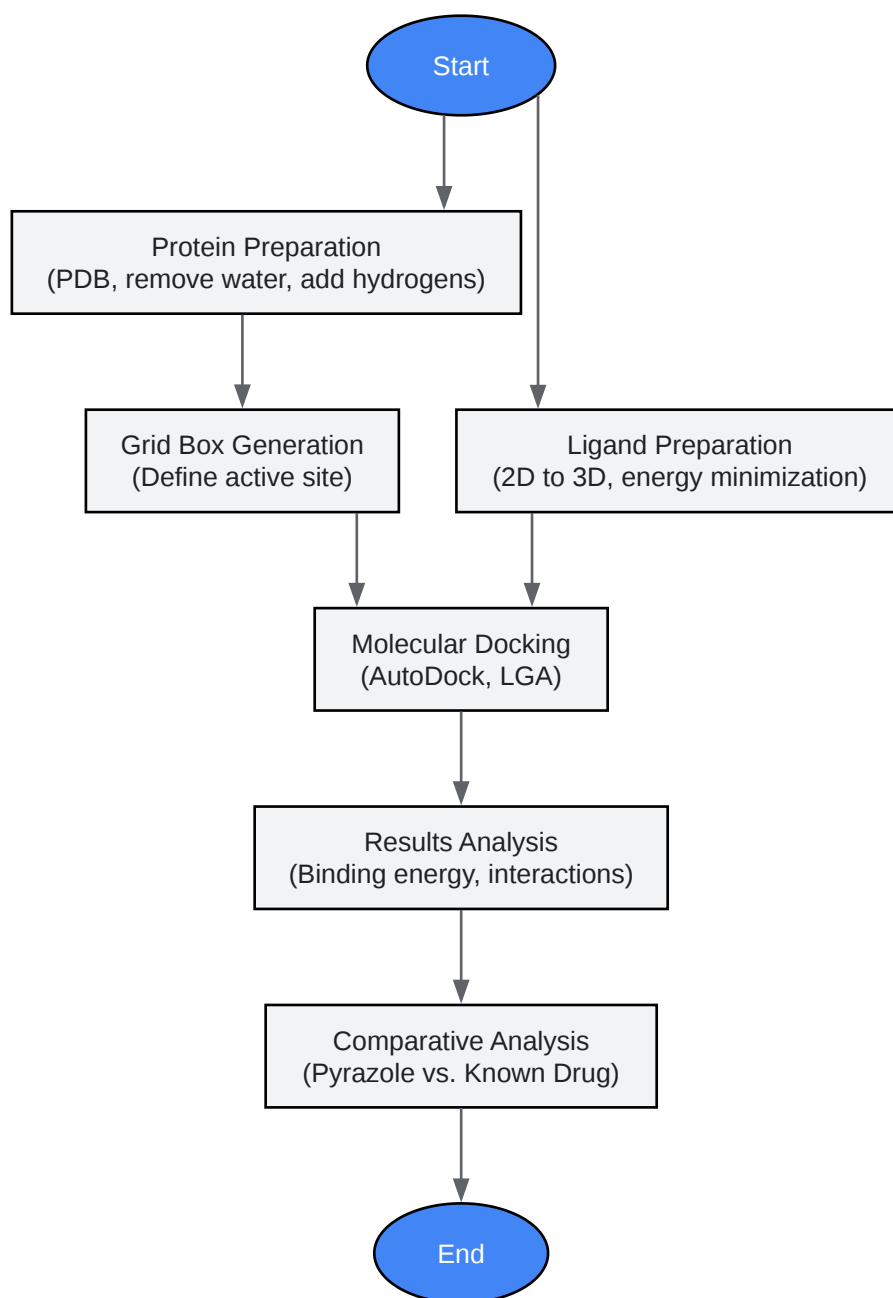 Start
Protein Preparation
(PDB, remove water, add hydrogens)
Grid Box Generation
(Define active site)
Ligand Preparation
(2D to 3D, energy minimization)
Molecular Docking
(AutoDock, LGA)
Results Analysis
(Binding energy, interactions)
Comparative Analysis
(Pyrazole vs. Known Drug)
End